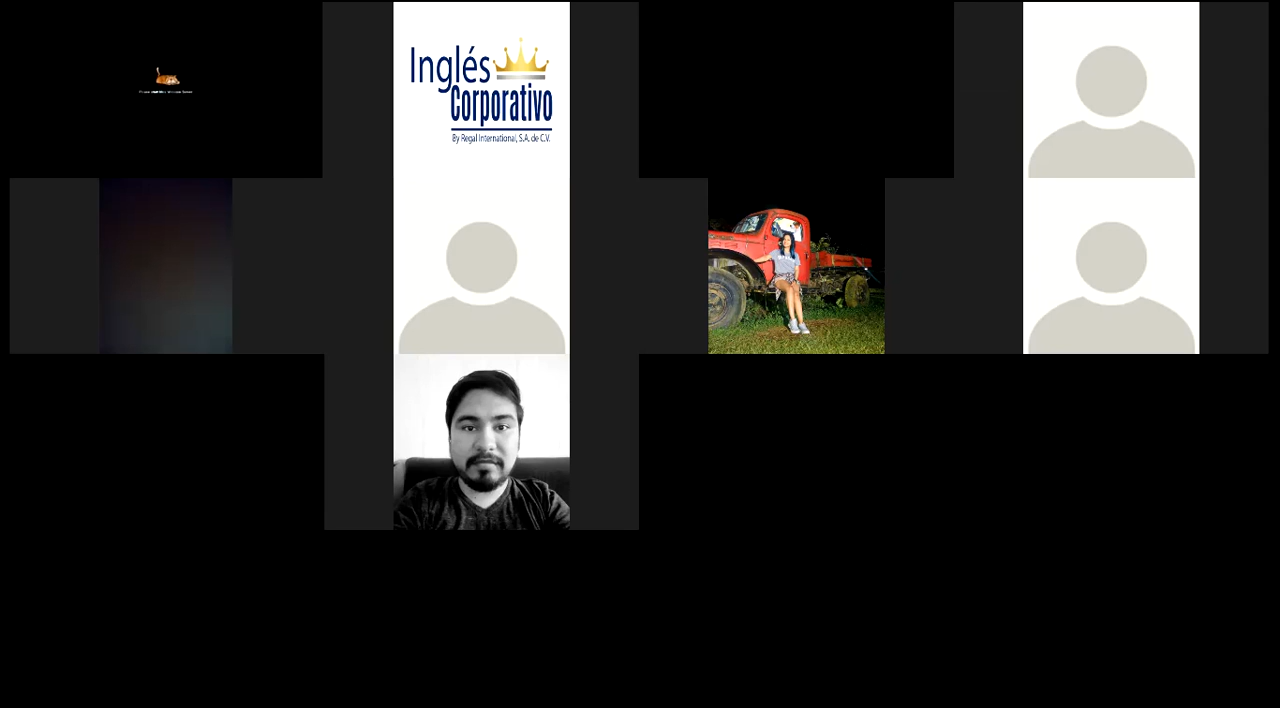 Inglés
Corporativo
By Regal International, S.A. de C.V.